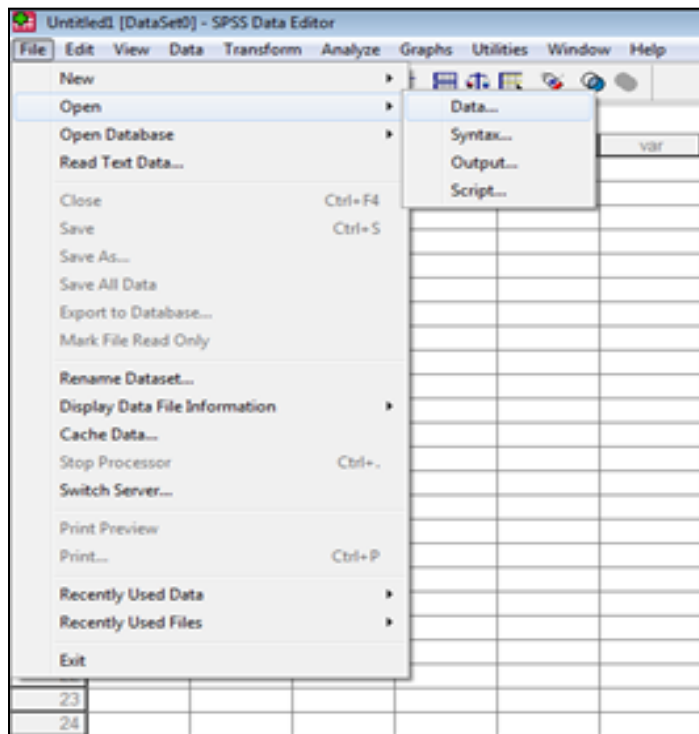 Untitled1 [DataSet0] - SPSS Data Editor
File Edit View Data Transform Analyze Graphs Utilities Window Help
New
Open
Data...
Open Database
Syntax...
var
Read Text Data...
Output...
Script...
Close Ctrl+F4
Save Ctrl+S
Save As...
Save All Data
Export to Database...
Mark File Read Only
Rename Dataset...
Display Data File Information
Cache Data...
Stop Processor Ctrl+.
Switch Server...
Print Preview
Print... Ctrl+P
Recently Used Data
Recently Used Files
Exit
23
24